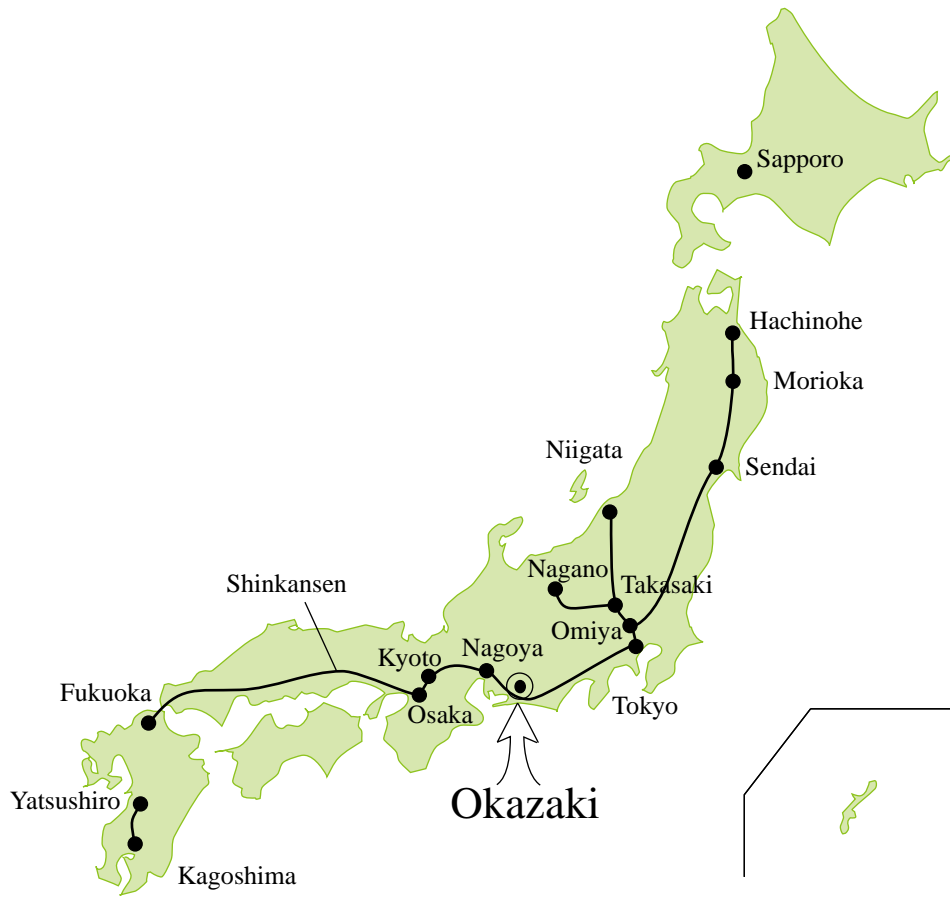 Sapporo
Hachinohe
Morioka
Niigata
Sendai
Nagano
Shinkansen
Takasaki
Omiya
Nagoya
Kyoto
Fukuoka
Osaka
Tokyo
Yatsushiro
Okazaki
Kagoshima